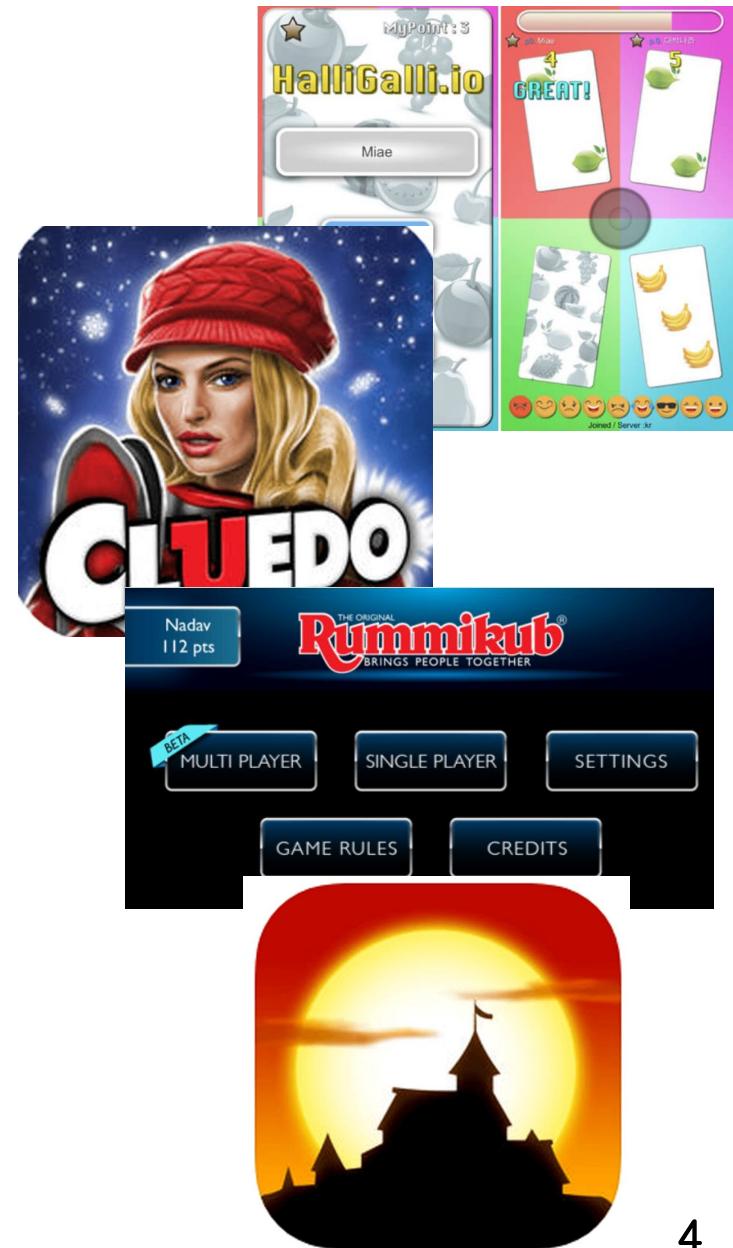 MyPoint : 3
HalliGalli.io
Miae
Miae
4
GREAT!
5
Joined / Server :kr
CLUEDO
Nadav
112 pts
THE ORIGINAL
Rummikub®
BRINGS PEOPLE TOGETHER
BETA
MULTI PLAYER
SINGLE PLAYER
SETTINGS
GAME RULES
CREDITS
4